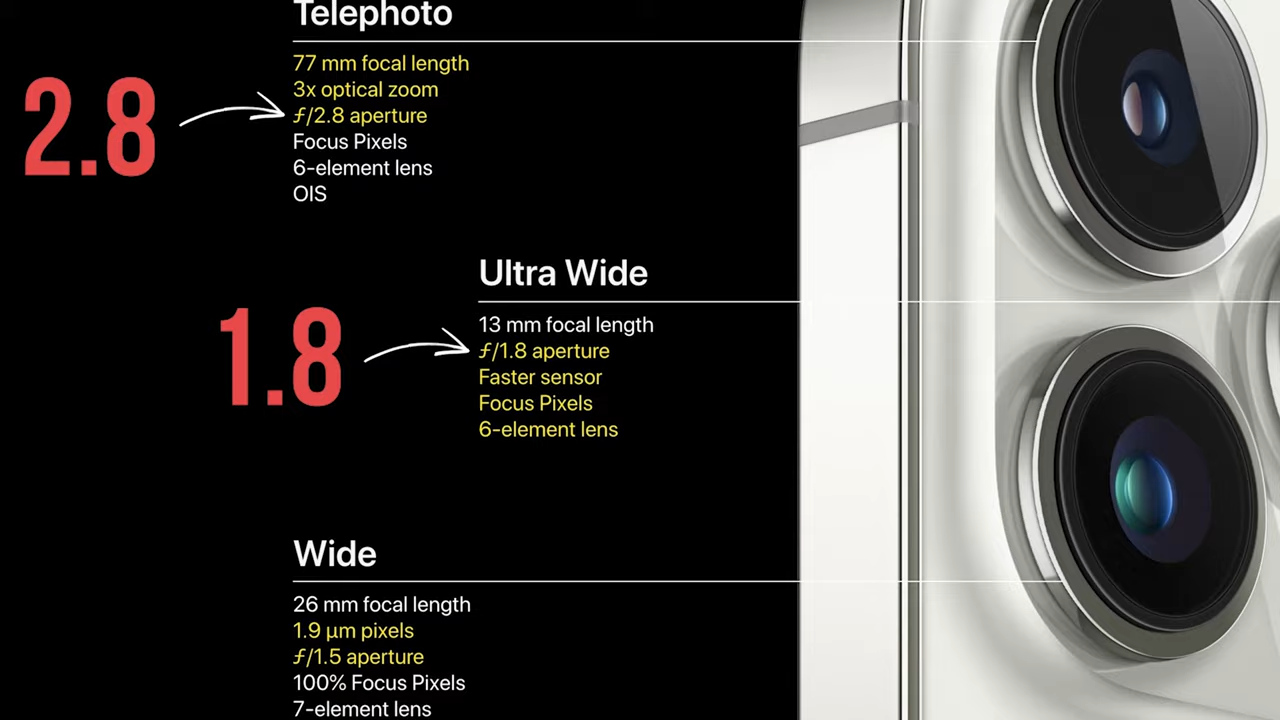 Telephoto
77 mm focal length
3x optical zoom
2.8
ƒ/2.8 aperture
Focus Pixels
6-element lens
OIS
Ultra Wide
13 mm focal length
1.8
ƒ/1.8 aperture
Faster sensor
Focus Pixels
6-element lens
Wide
26 mm focal length
1.9 µm pixels
ƒ/1.5 aperture
100% Focus Pixels
7-element lens